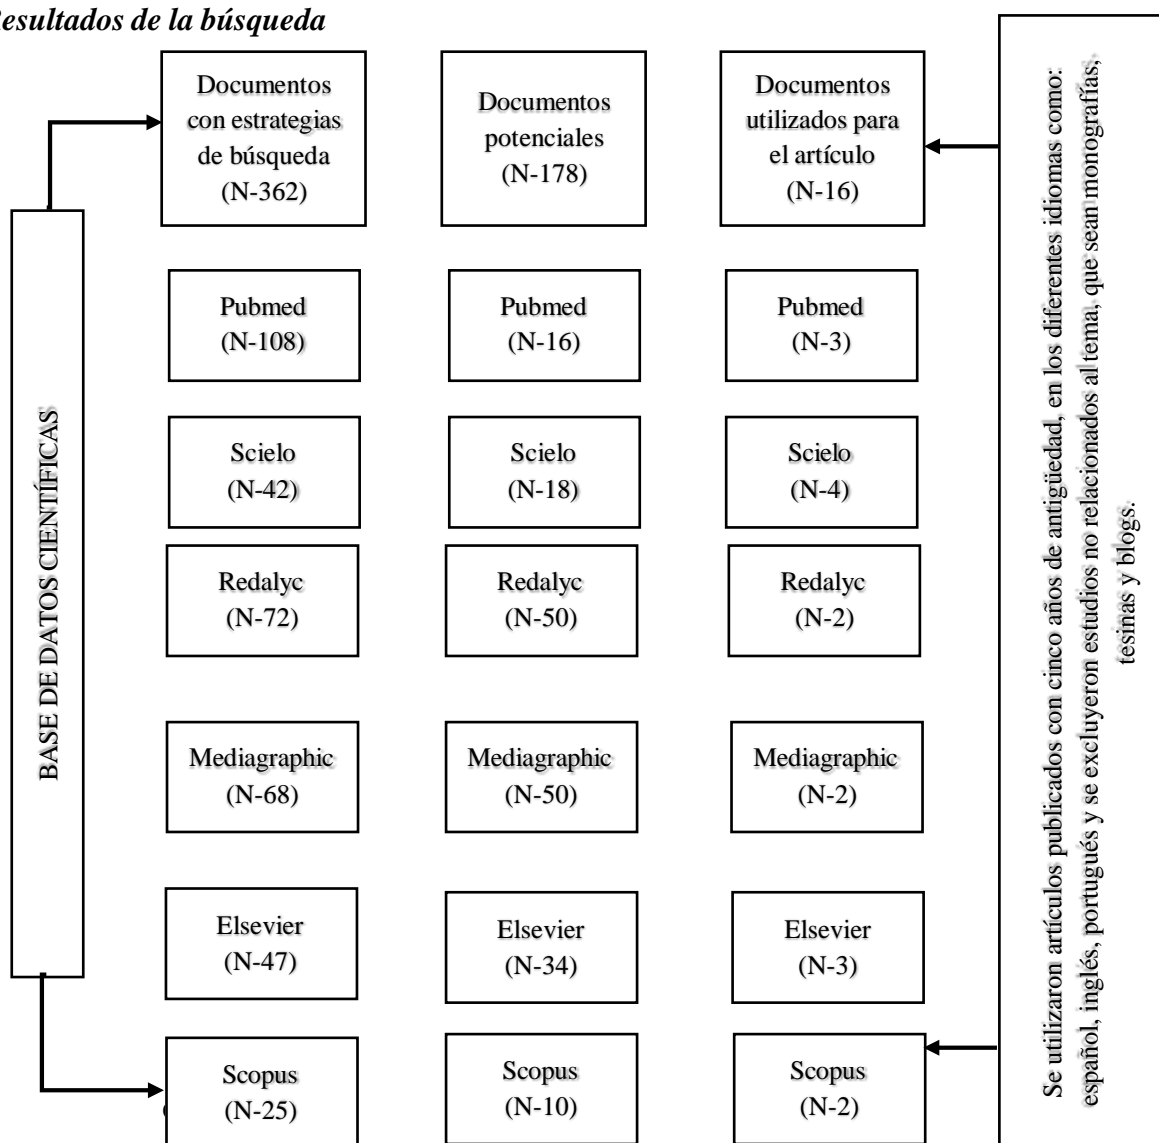 Resultados de la búsqueda
Documentos
con estrategias
de búsqueda
(N-362)
Documentos
potenciales
(N-178)
Documentos
utilizados para
el artículo
(N-16)
BASE DE DATOS CIENTÍFICAS
Pubmed
(N-108)
Pubmed
(N-16)
Pubmed
(N-3)
Scielo
(N-42)
Scielo
(N-18)
Scielo
(N-4)
Redalyc
(N-72)
Redalyc
(N-50)
Redalyc
(N-2)
Mediagraphic
(N-68)
Mediagraphic
(N-50)
Mediagraphic
(N-2)
Elsevier
(N-47)
Elsevier
(N-34)
Elsevier
(N-3)
Scopus
(N-25)
Scopus
(N-10)
Scopus
(N-2)
Se utilizaron artículos publicados con cinco años de antigüedad, en los diferentes idiomas como:
español, inglés, portugués y se excluyeron estudios no relacionados al tema, que sean monografías,
tesinas y blogs.